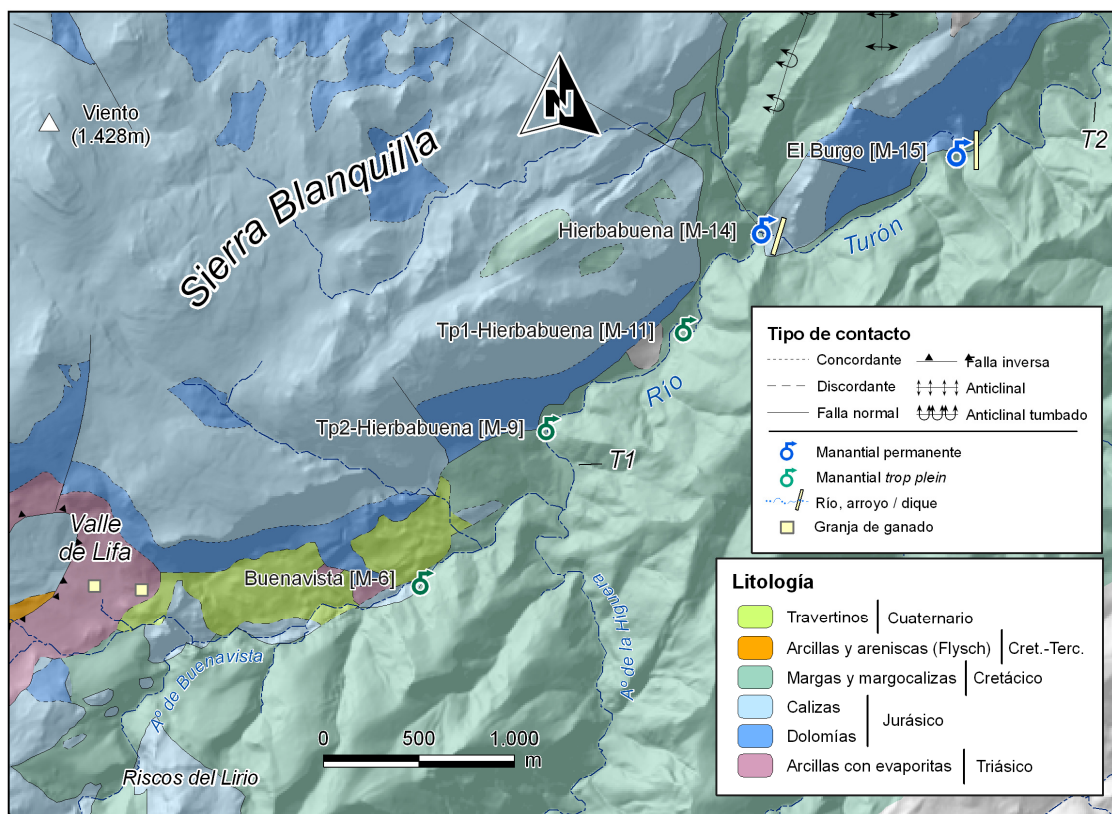 Viento
(1.428m)
Sierra Blanquilla
N
El Burgo [M-15]
T2
Hierbabuena [M-14]
Turón
Tp1-Hierbabuena [M-11]
Río
Tp2-Hierbabuena [M-9]
T1
Valle
de Lifa
Buenavista [M-6]
Aº de la Higuera
Aº de Buenavista
Riscos del Lirio
0 500 1.000
m
Tipo de contacto
Concordante
Falla inversa
Discordante
Anticlinal
Falla normal
Anticlinal tumbado
Manantial permanente
Manantial trop plein
Río, arroyo / dique
Granja de ganado
Litología
Travertinos Cuaternario
Arcillas y areniscas (Flysch) Cret.-Terc.
Margas y margocalizas Cretácico
Calizas
Jurásico
Dolomías
Arcillas con evaporitas Triásico